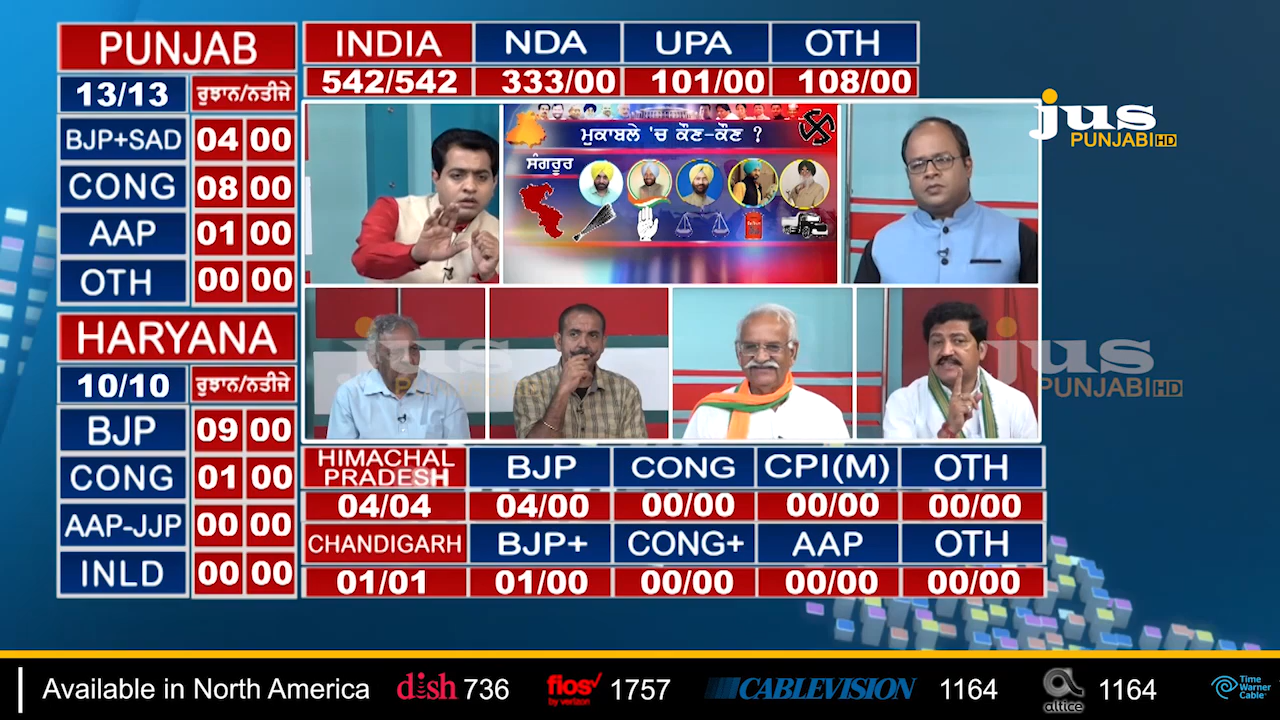 PUNJAB
13/13 ਰੁਝਾਨ/ਨਤੀਜੇ
BJP+SAD 04 00
CONG 08 00
AAP 01 00
OTH 00 00
HARYANA
10/10 ਰੁਝਾਨ/ਨਤੀਜੇ
BJP 09 00
CONG 01 00
AAP-JJP 00 00
INLD 00 00
INDIA NDA UPA OTH
542/542 333/00 101/00 108/00
ਮੁਕਾਬਲੇ 'ਚ ਕੌਣ-ਕੌਣ ?
ਸੰਗਰੂਰ
jus
PUNJABI HD
jus
PUNJABI
jus
PUNJABI HD
HIMACHAL PRADESH BJP CONG CPI(M) OTH
04/04 04/00 00/00 00/00 00/00
CHANDIGARH BJP+ CONG+ AAP OTH
01/01 01/00 00/00 00/00 00/00
Available in North America dish 736 fios by verizon 1757 CABLEVISION 1164 altice 1164 Time Warner Cable